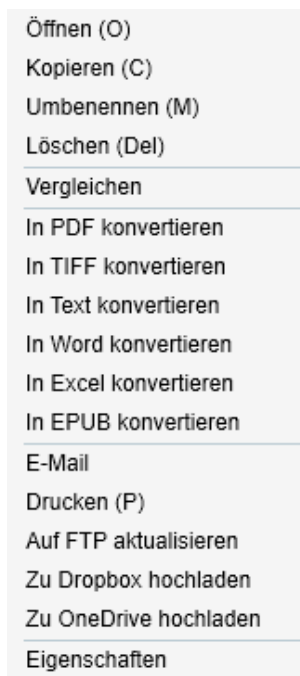 Öffnen (O)
Kopieren (C)
Umbenennen (M)
Löschen (Del)
Vergleichen
In PDF konvertieren
In TIFF konvertieren
In Text konvertieren
In Word konvertieren
In Excel konvertieren
In EPUB konvertieren
E-Mail
Drucken (P)
Auf FTP aktualisieren
Zu Dropbox hochladen
Zu OneDrive hochladen
Eigenschaften